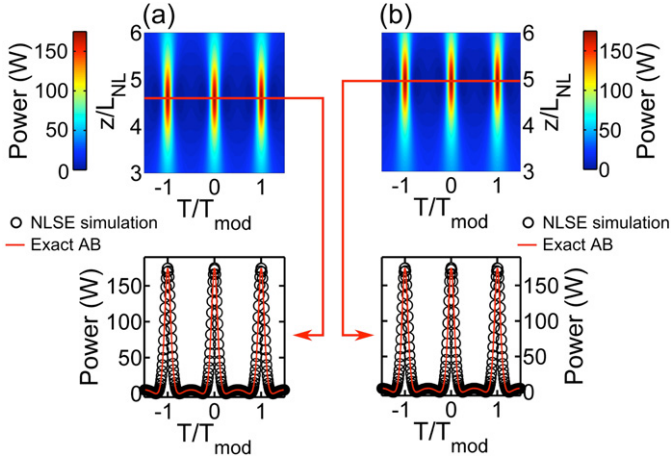 (a)
(b)
Power (W)
150
100
50
0
z/L_NL
6
5
4
3
-1 0 1
T/T_mod
6
5
4
3
z/L_NL
-1 0 1
T/T_mod
Power (W)
150
100
50
0
NLSE simulation
Exact AB
NLSE simulation
Exact AB
Power (W)
150
100
50
0
-1 0 1
T/T_mod
150
100
50
0
Power (W)
-1 0 1
T/T_mod